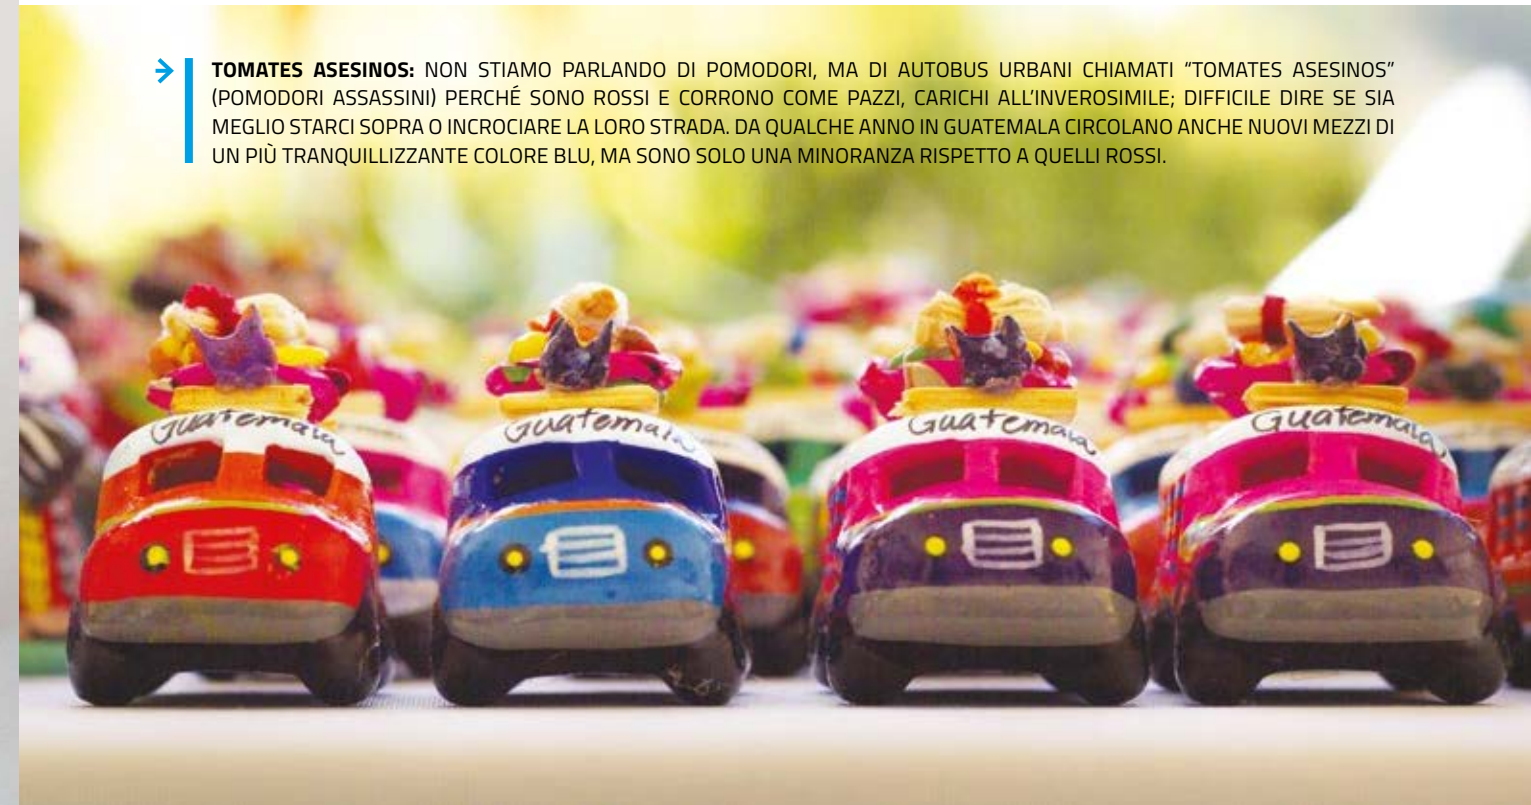 TOMATES ASESINOS: NON STIAMO PARLANDO DI POMODORI, MA DI AUTOBUS URBANI CHIAMATI “TOMATES ASESINOS”
(POMODORI ASSASSINI) PERCHÉ SONO ROSSI E CORRONO COME PAZZI, CARICHI ALL’INVEROSIMILE; DIFFICILE DIRE SE SIA
MEGLIO STARCI SOPRA O INCROCIARE LA LORO STRADA. DA QUALCHE ANNO IN GUATEMALA CIRCOLANO ANCHE NUOVI MEZZI DI
UN PIÙ TRANQUILLIZZANTE COLORE BLU, MA SONO SOLO UNA MINORANZA RISPETTO A QUELLI ROSSI.
Guatemala
Guatemala
Guatemala
Guatemala